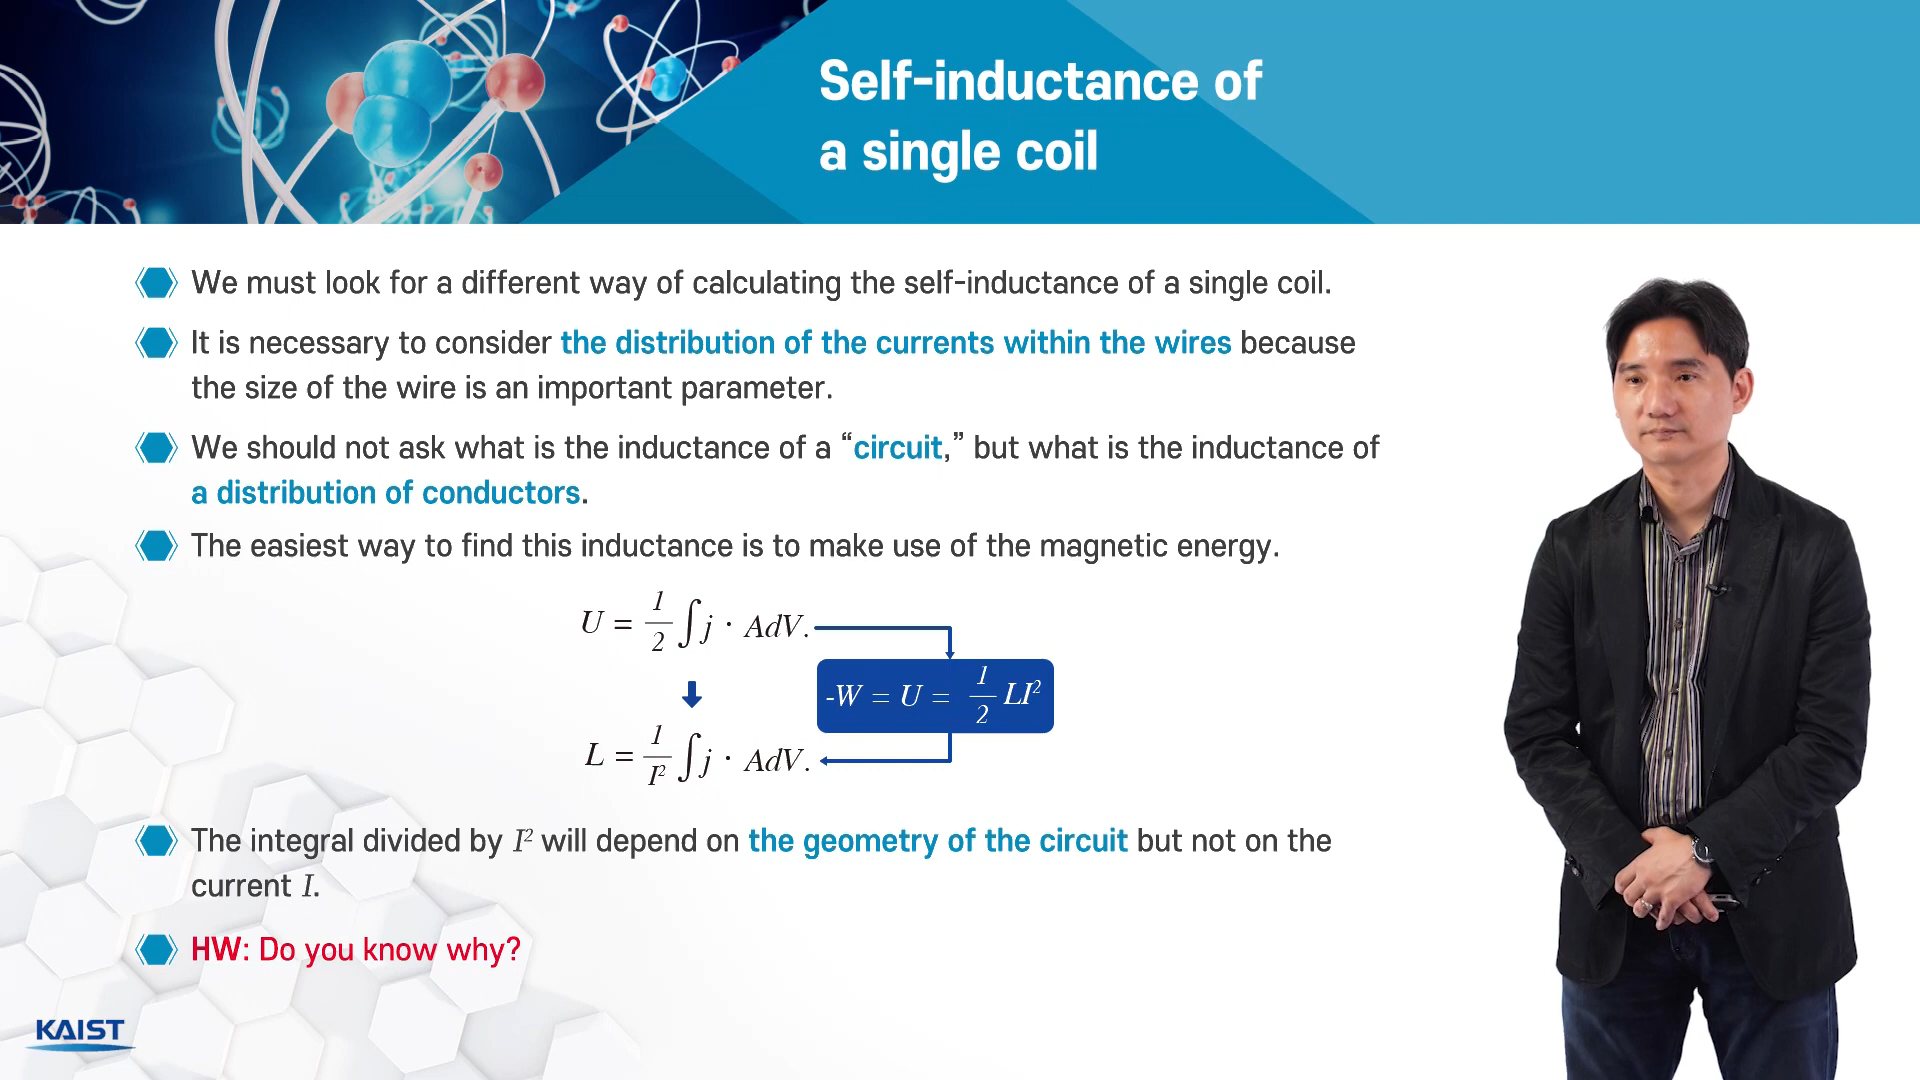 Self-inductance of
a single coil
We must look for a different way of calculating the self-inductance of a single coil.
It is necessary to consider the distribution of the currents within the wires because
the size of the wire is an important parameter.
We should not ask what is the inductance of a “circuit,” but what is the inductance of
a distribution of conductors.
The easiest way to find this inductance is to make use of the magnetic energy.
U = 1/2 ∫ j · AdV.
-W = U = 1/2 LI²
L = 1/I² ∫ j · AdV.
The integral divided by I² will depend on the geometry of the circuit but not on the
current I.
HW: Do you know why?
KAIST